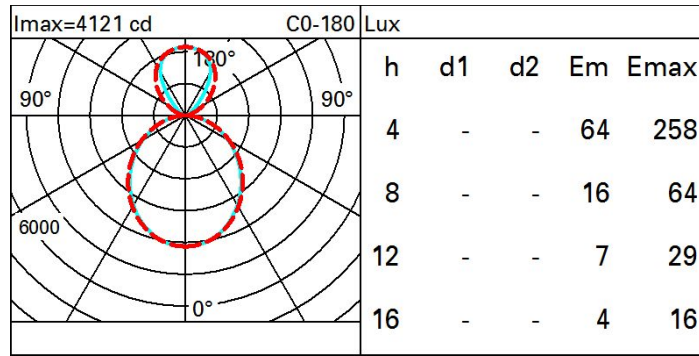 Imax=4121 cd C0-180 Lux
180°
90° 90°
6000
0°
h d1 d2 Em Emax
4 - - 64 258
8 - - 16 64
12 - - 7 29
16 - - 4 16